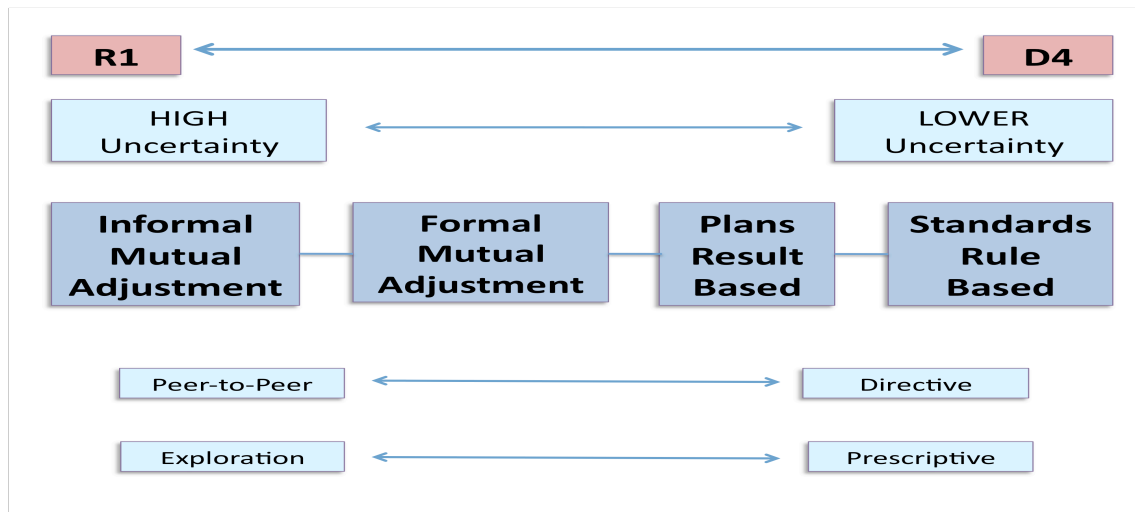 R1
D4
HIGH
Uncertainty
LOWER
Uncertainty
Informal
Mutual
Adjustment
Formal
Mutual
Adjustment
Plans
Result
Based
Standards
Rule
Based
Peer-to-Peer
Directive
Exploration
Prescriptive